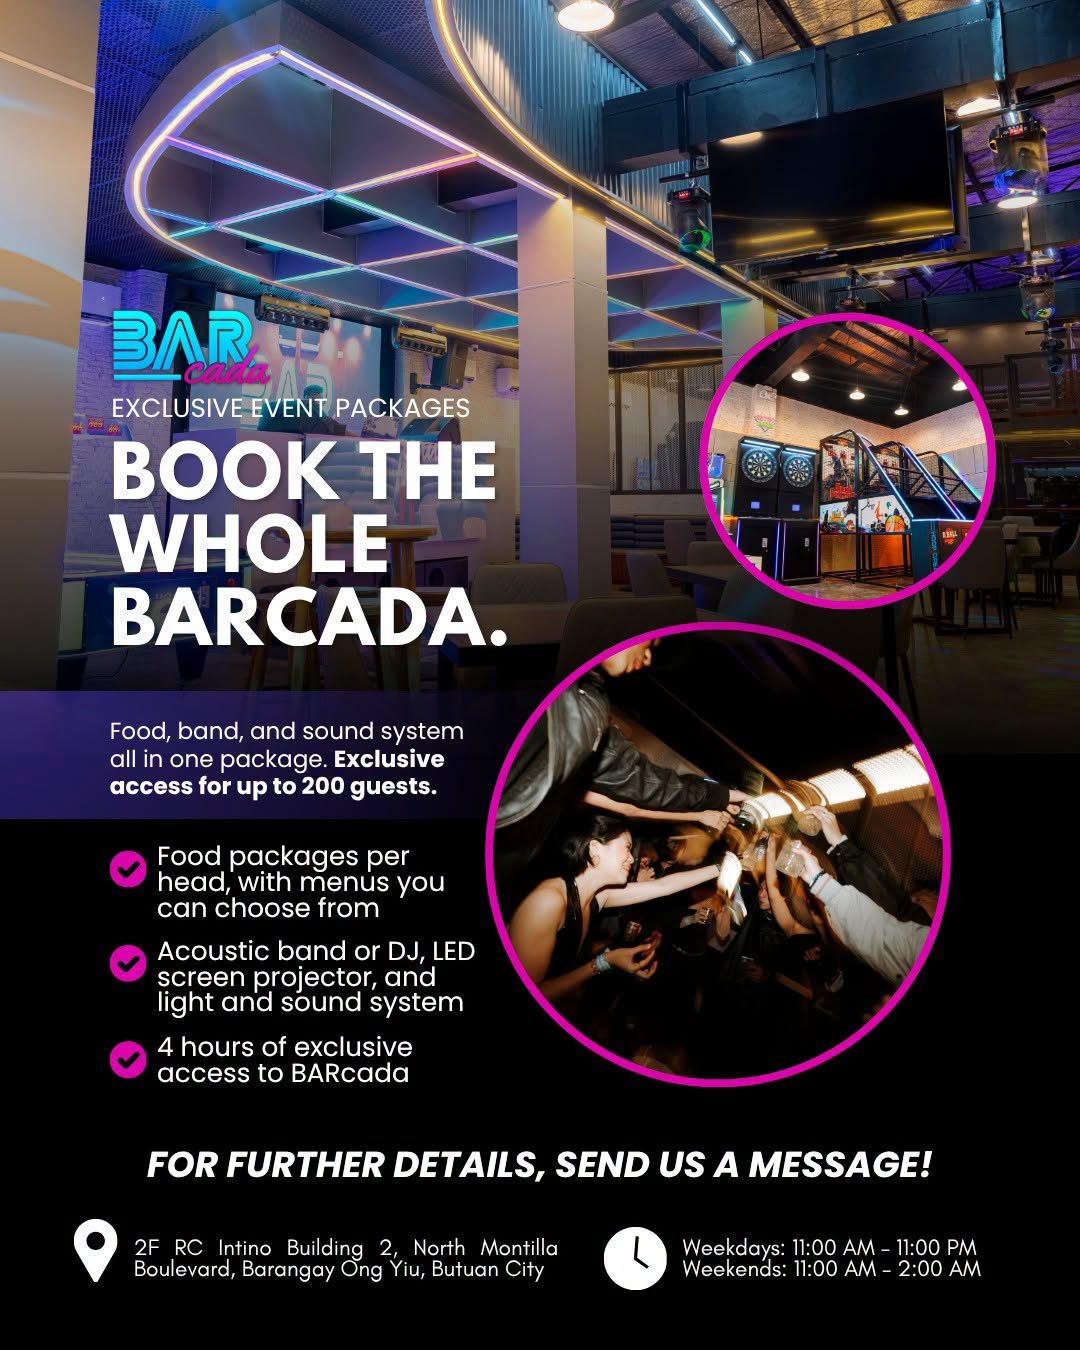 BAR
cada
EXCLUSIVE EVENT PACKAGES
BOOK THE
WHOLE
BARCADA.
Food, band, and sound system
all in one package. Exclusive
access for up to 200 guests.
Food packages per
head, with menus you
can choose from
Acoustic band or DJ, LED
screen projector, and
light and sound system
4 hours of exclusive
access to BARcada
FOR FURTHER DETAILS, SEND US A MESSAGE!
2F RC Intino Building 2, North Montilla
Boulevard, Barangay Ong Yiu, Butuan City
Weekdays: 11:00 AM - 11:00 PM
Weekends: 11:00 AM - 2:00 AM